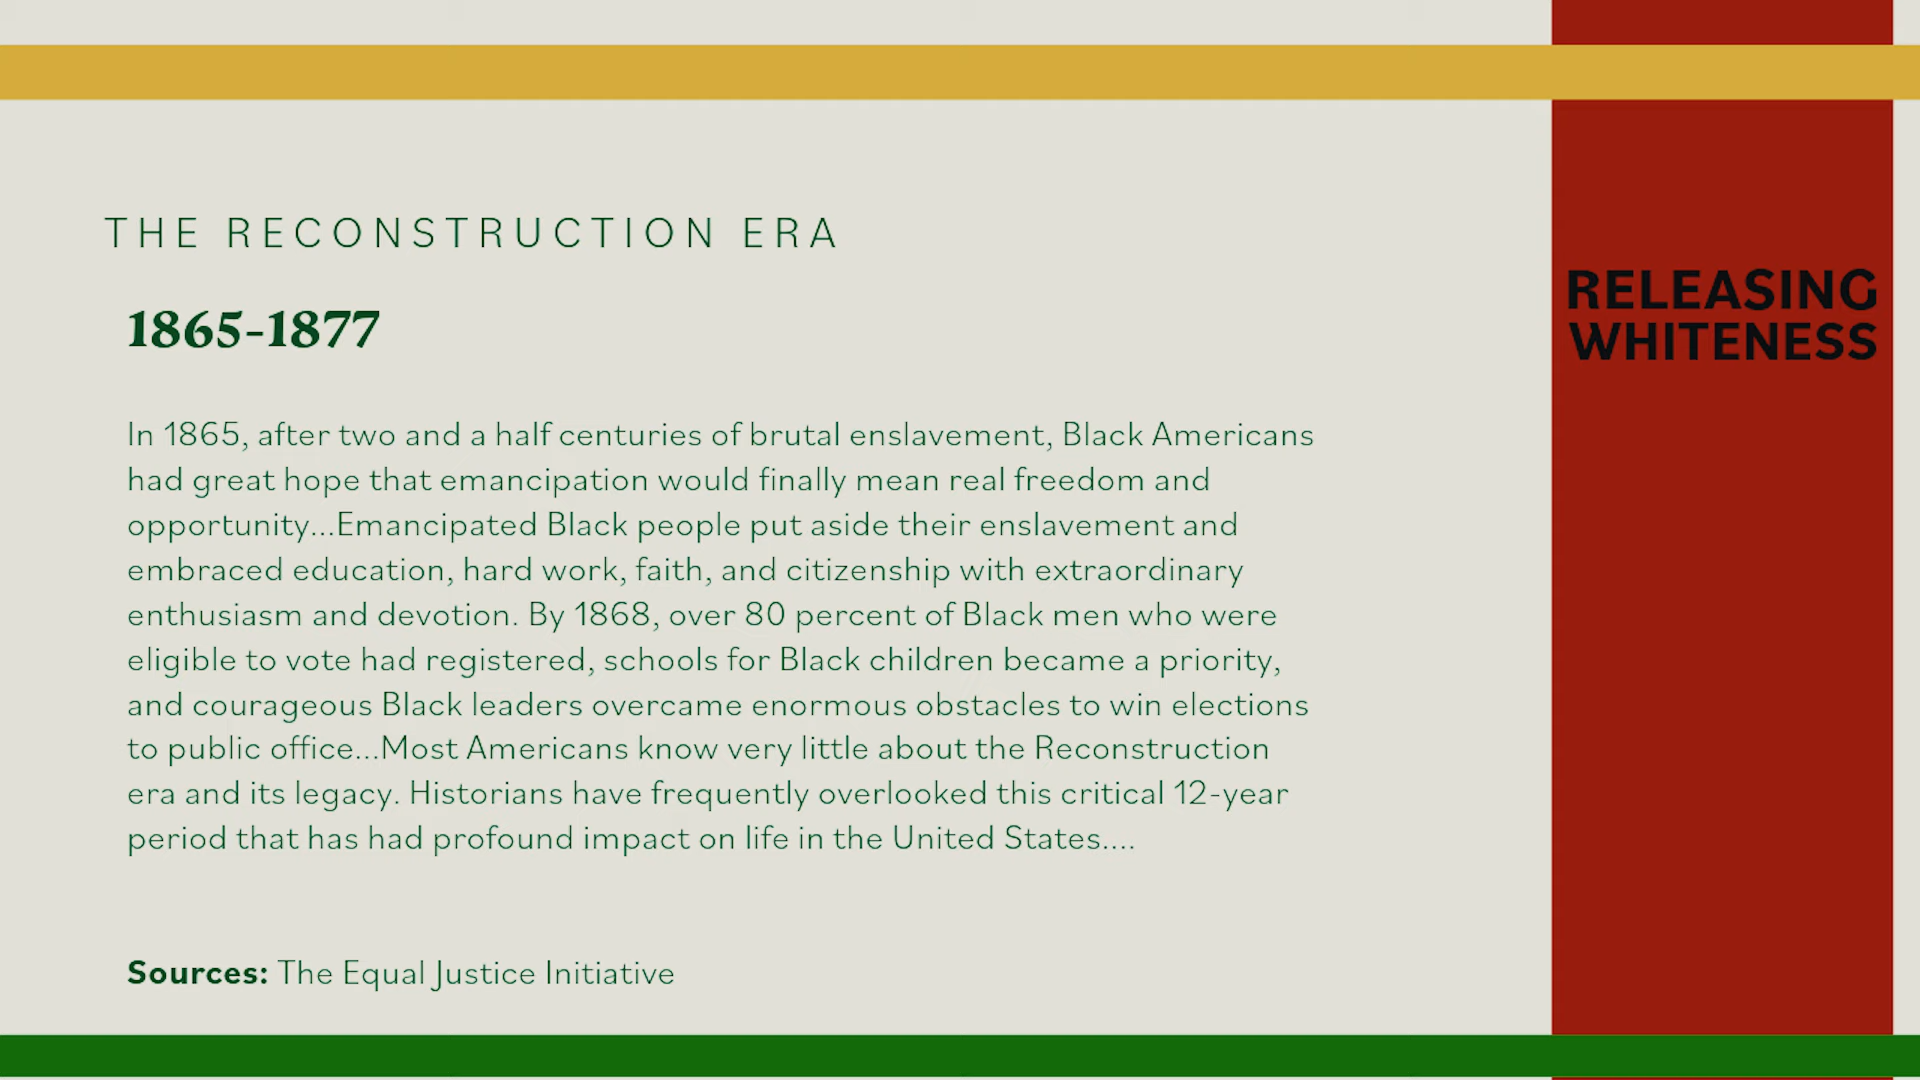 THE RECONSTRUCTION ERA
1865-1877
In 1865, after two and a half centuries of brutal enslavement, Black Americans
had great hope that emancipation would finally mean real freedom and
opportunity...Emancipated Black people put aside their enslavement and
embraced education, hard work, faith, and citizenship with extraordinary
enthusiasm and devotion. By 1868, over 80 percent of Black men who were
eligible to vote had registered, schools for Black children became a priority,
and courageous Black leaders overcame enormous obstacles to win elections
to public office...Most Americans know very little about the Reconstruction
era and its legacy. Historians have frequently overlooked this critical 12-year
period that has had profound impact on life in the United States....
Sources: The Equal Justice Initiative
RELEASING
WHITENESS